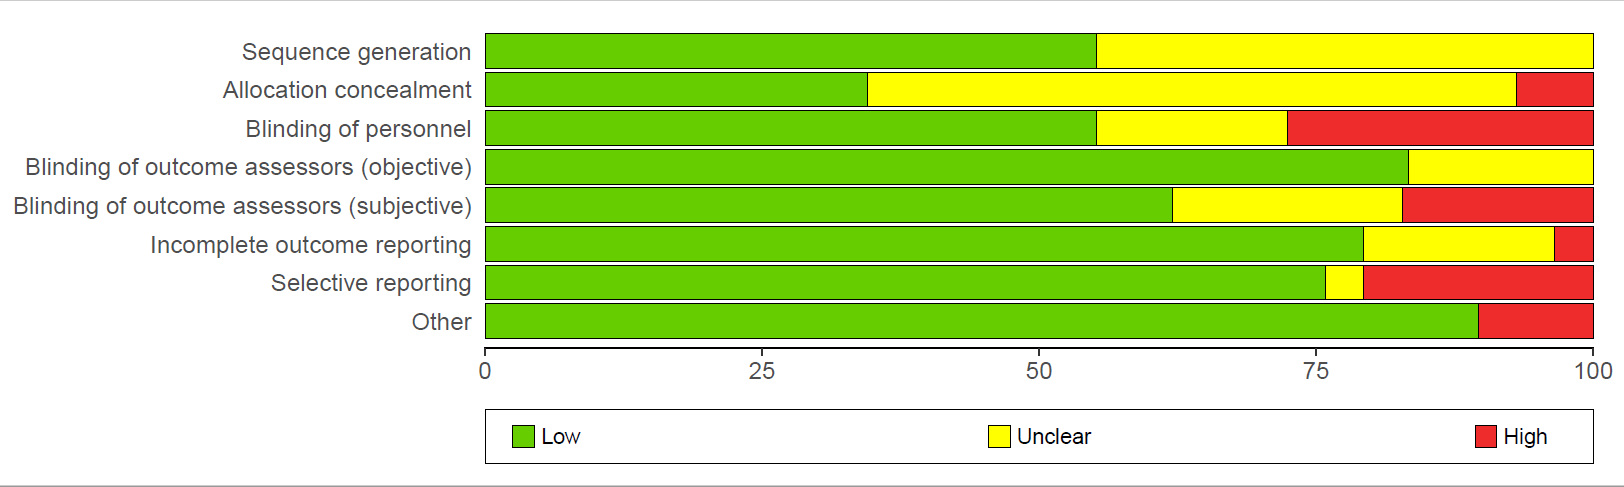 Sequence generation
Allocation concealment
Blinding of personnel
Blinding of outcome assessors (objective)
Blinding of outcome assessors (subjective)
Incomplete outcome reporting
Selective reporting
Other
0 25 50 75 100
Low Unclear High